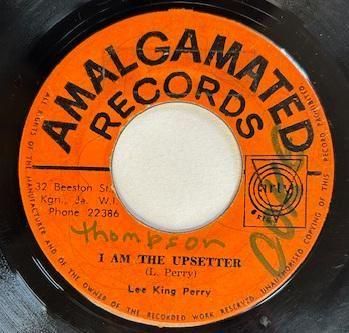 AMALGAMATED
RECORDS
32 Beeston St.
Kgn., Ja. W.I.
Phone 22386
thompson
I AM THE UPSETTER
(L. Perry)
Lee King Perry
ALL RIGHTS OF THE MANUFACTURER AND OF THE OWNER OF THE RECORDED WORK RESERVED. UNAUTHORISED COPYING OF THIS RECORD PROHIBITED